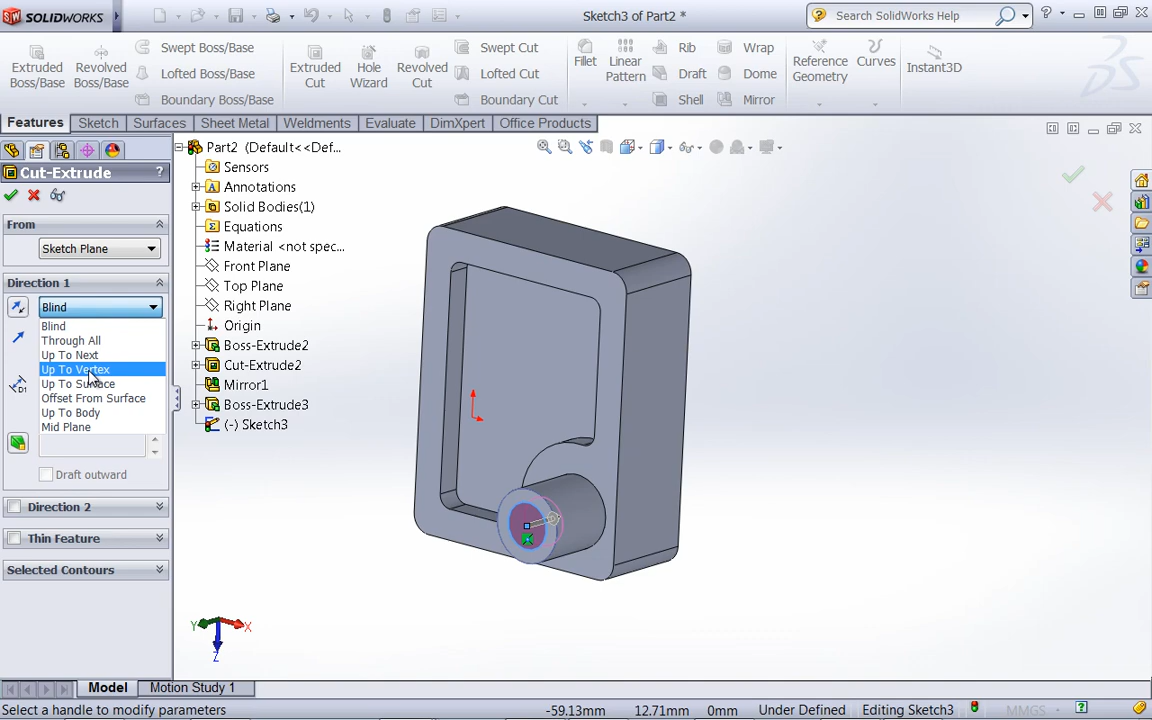 SOLIDWORKS
Sketch3 of Part2 *
Search SolidWorks Help
Extruded Boss/Base
Revolved Boss/Base
Swept Boss/Base
Lofted Boss/Base
Boundary Boss/Base
Extruded Cut
Hole Wizard
Revolved Cut
Swept Cut
Lofted Cut
Boundary Cut
Fillet
Linear Pattern
Rib
Draft
Shell
Wrap
Dome
Mirror
Reference Geometry
Curves
Instant3D
Features
Sketch
Surfaces
Sheet Metal
Weldments
Evaluate
DimXpert
Office Products
Cut-Extrude
?
From
Sketch Plane
Direction 1
Blind
Blind
Through All
Up To Next
Up To Vertex
Up To Surface
Offset From Surface
Up To Body
Mid Plane
D1
Draft outward
Direction 2
Thin Feature
Selected Contours
Part2 (Default<<Def...
Sensors
Annotations
Solid Bodies(1)
Equations
Material <not spec...
Front Plane
Top Plane
Right Plane
Origin
Boss-Extrude2
Cut-Extrude2
Mirror1
Boss-Extrude3
(-) Sketch3
Y
X
Z
Model
Motion Study 1
Select a handle to modify parameters
-59.13mm
12.71mm
0mm
Under Defined
Editing Sketch3
MMGS